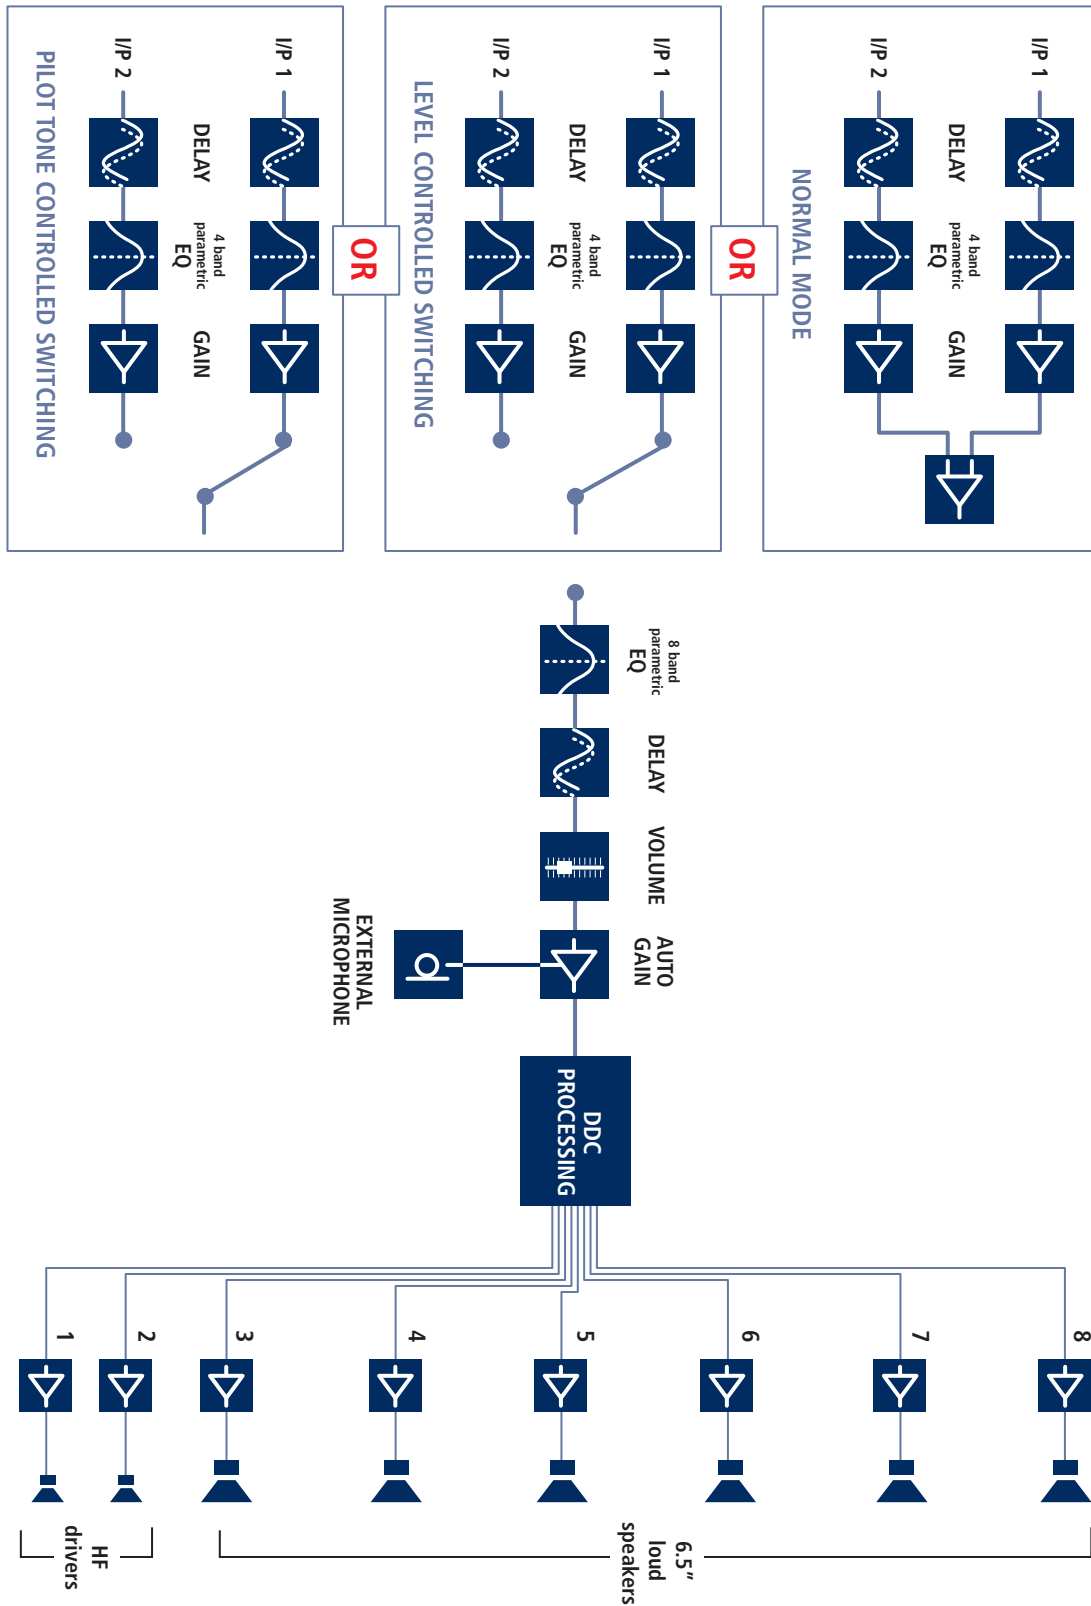 I/P 1
DELAY
4 band
parametric
EQ
GAIN
I/P 2
NORMAL MODE
OR
I/P 1
DELAY
4 band
parametric
EQ
GAIN
I/P 2
LEVEL CONTROLLED SWITCHING
OR
I/P 1
DELAY
4 band
parametric
EQ
GAIN
I/P 2
PILOT TONE CONTROLLED SWITCHING
8 band
parametric
EQ
DELAY
VOLUME
AUTO
GAIN
EXTERNAL
MICROPHONE
DDC
PROCESSING
8
7
6
5
4
3
2
1
6.5"
loud
speakers
HF
drivers